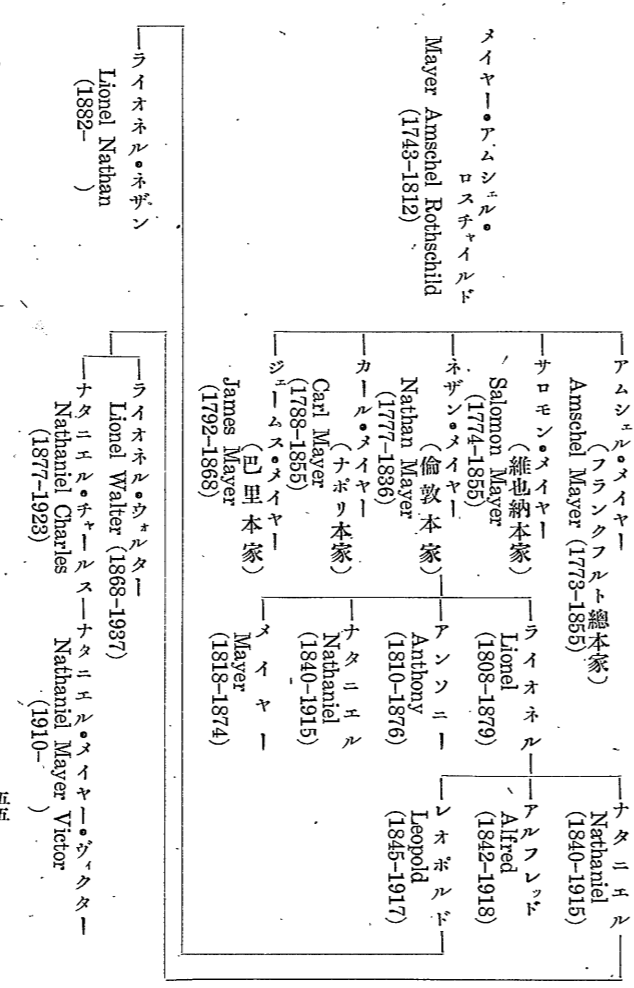 メイヤー・アムシェル・
ロスチャイルド
Mayer Amschel Rothschild
(1743–1812)
アムシェル・メイヤー
(フランクフルト總本家)
Amschel Mayer (1773–1855)
サロモン・メイヤー
(維也納本家)
Salomon Mayer
(1774–1855)
ネザン・メイヤー
(倫敦本家)
Nathan Mayer
(1777–1836)
カール・メイヤー
(ナポリ本家)
Carl Mayer
(1788–1855)
ジェームス・メイヤー
(巴里本家)
James Mayer
(1792–1868)
ライオネル
Lionel
(1808–1879)
アンソニー
Anthony
(1810–1876)
ナタニエル
Nathaniel
(1840–1915)
メイヤー
Mayer
(1818–1874)
ナタニエル
Nathaniel
(1840–1915)
アルフレッド
Alfred
(1842–1918)
レオポルド
Leopold
(1845–1917)
ライオネル・ネザン
Lionel Nathan
(1882– )
ライオネル・ウォルター
Lionel Walter (1868–1937)
ナタニエル・チャールス
Nathaniel Charles
(1877–1923)
ナタニエル・メイヤー・ヴィクター
Nathaniel Mayer Victor
(1910– )
五五